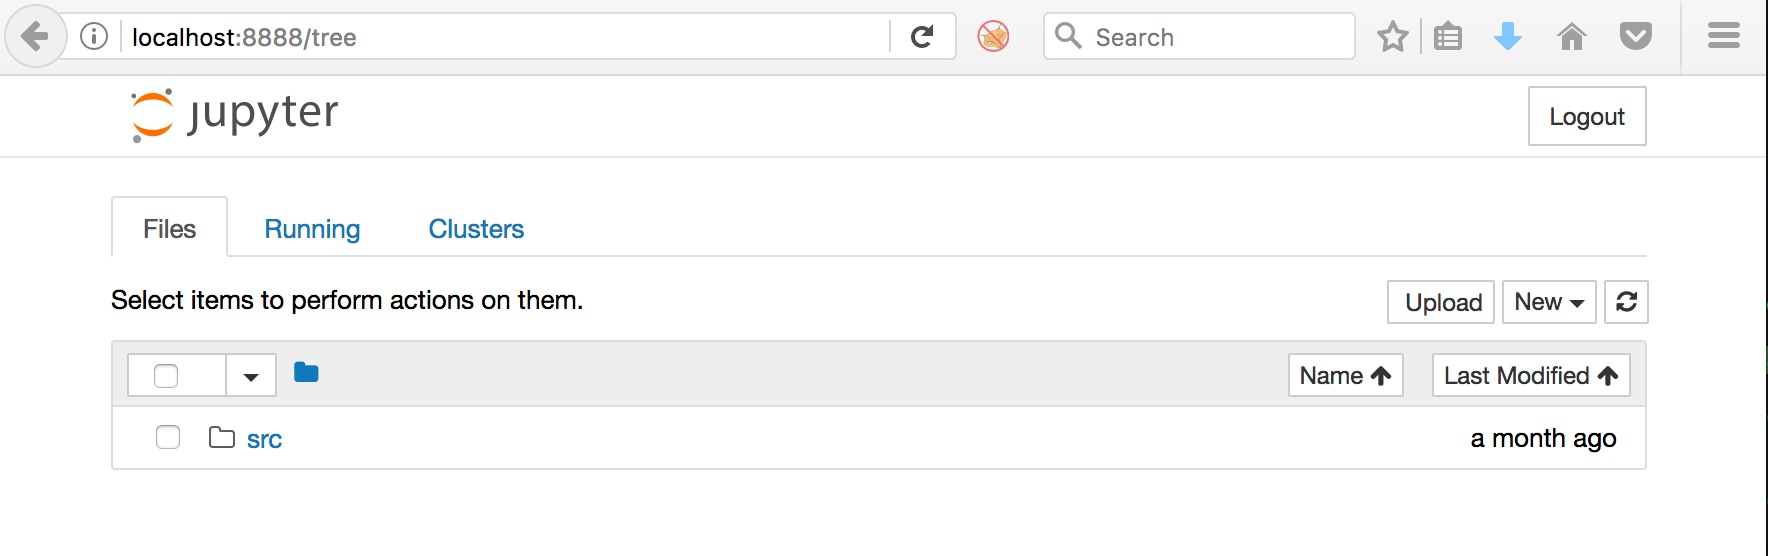 localhost:8888/tree
Search
jupyter
Logout
Files Running Clusters
Select items to perform actions on them.
Upload New
Name Last Modified
src a month ago